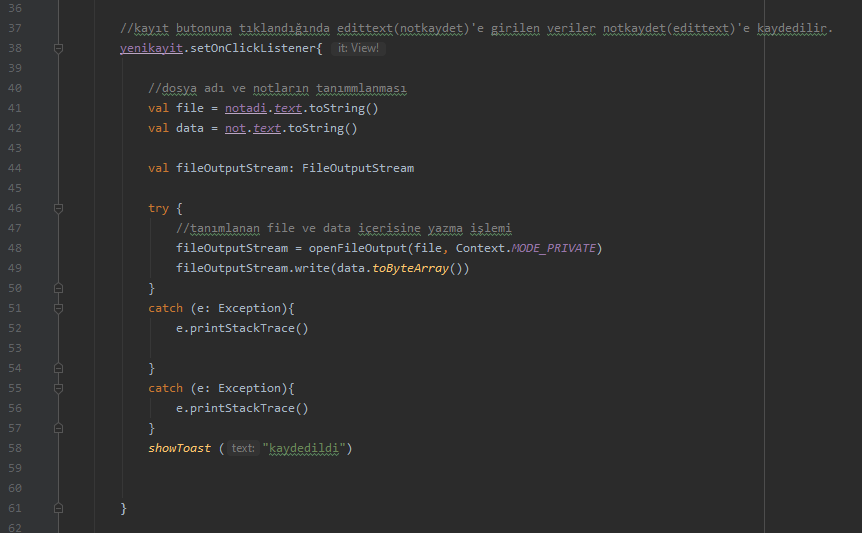 36
37 //kayıt butonuna tıklandığında edittext(notkaydet)'e girilen veriler notkaydet(edittext)'e kaydedilir.
38 yenikayit.setOnClickListener{ it: View!
39
40 //dosya adı ve notların tanımmlanması
41 val file = notadi.text.toString()
42 val data = not.text.toString()
43
44 val fileOutputStream: FileOutputStream
45
46 try {
47 //tanımlanan file ve data içerisine yazma işlemi
48 fileOutputStream = openFileOutput(file, Context.MODE_PRIVATE)
49 fileOutputStream.write(data.toByteArray())
50 }
51 catch (e: Exception){
52 e.printStackTrace()
53
54 }
55 catch (e: Exception){
56 e.printStackTrace()
57 }
58 showToast ( text: "kaydedildi")
59
60
61 }
62